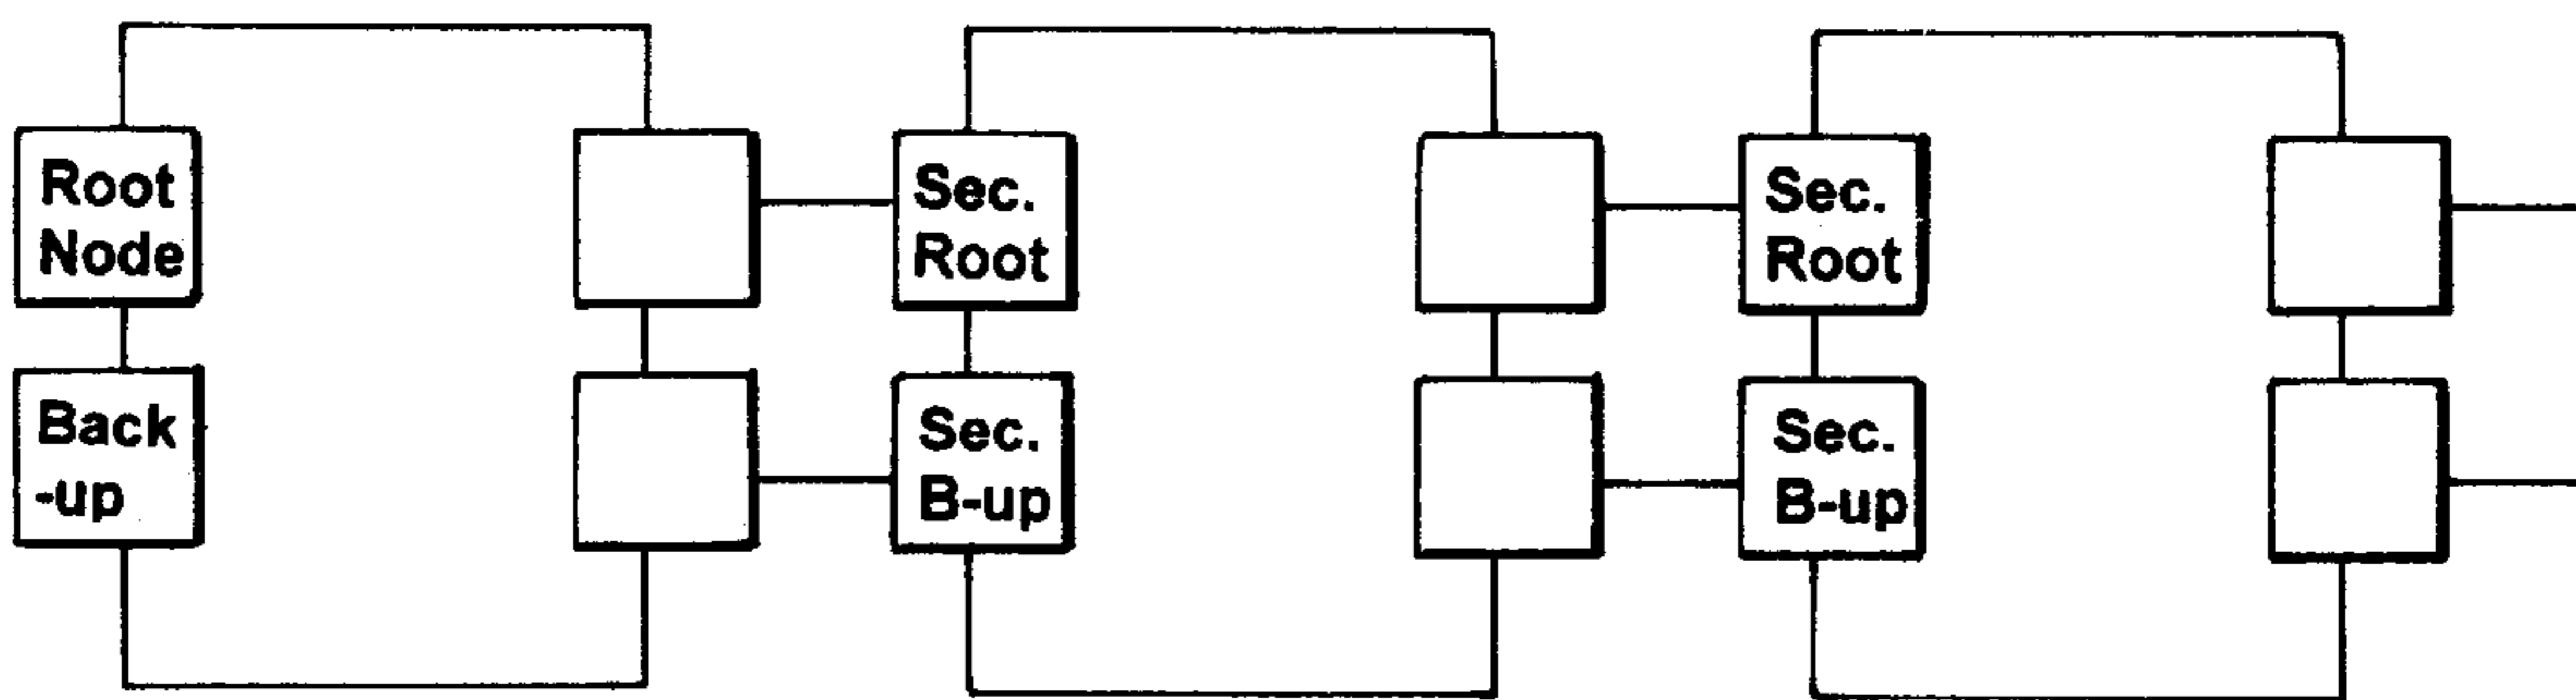 Root
Node
Sec.
Root
Sec.
Root
Back
-up
Sec.
B-up
Sec.
B-up